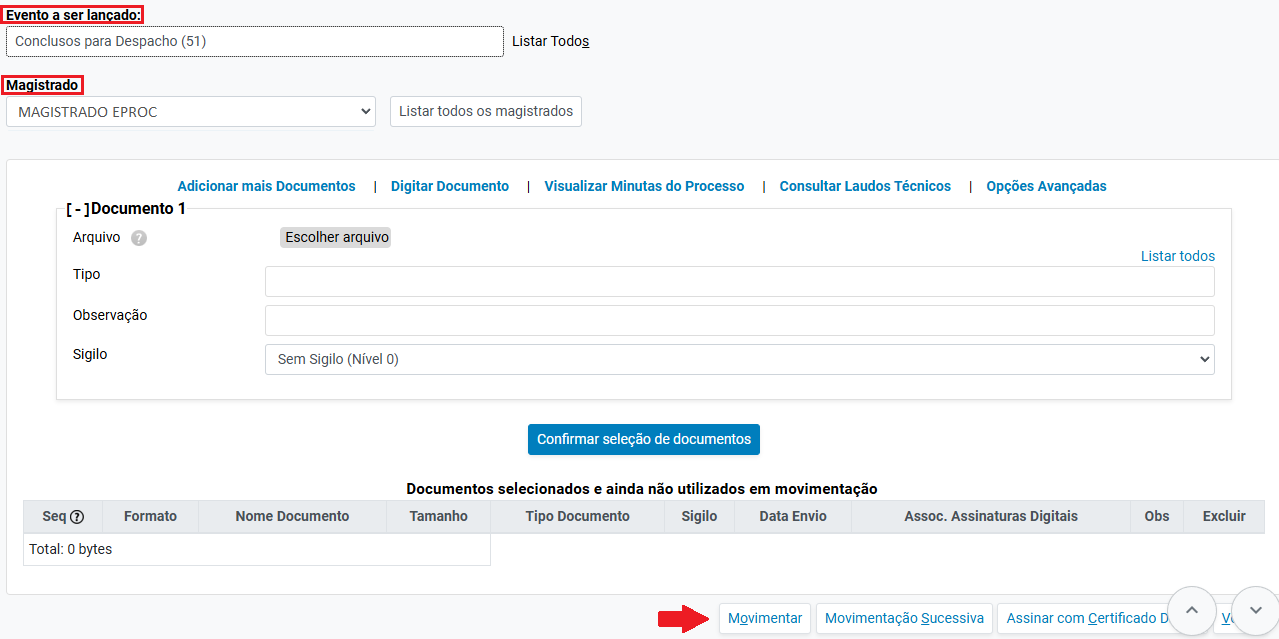 Evento a ser lançado:
Conclusos para Despacho (51) Listar Todos
Magistrado
MAGISTRADO EPROC Listar todos os magistrados
Adicionar mais Documentos | Digitar Documento | Visualizar Minutas do Processo | Consultar Laudos Técnicos | Opções Avançadas
[ - ]Documento 1
Arquivo ? Escolher arquivo
Listar todos
Tipo
Observação
Sigilo Sem Sigilo (Nível 0)
Confirmar seleção de documentos
Documentos selecionados e ainda não utilizados em movimentação
Seq ? Formato Nome Documento Tamanho Tipo Documento Sigilo Data Envio Assoc. Assinaturas Digitais Obs Excluir
Total: 0 bytes
Movimentar Movimentação Sucessiva Assinar com Certificado D